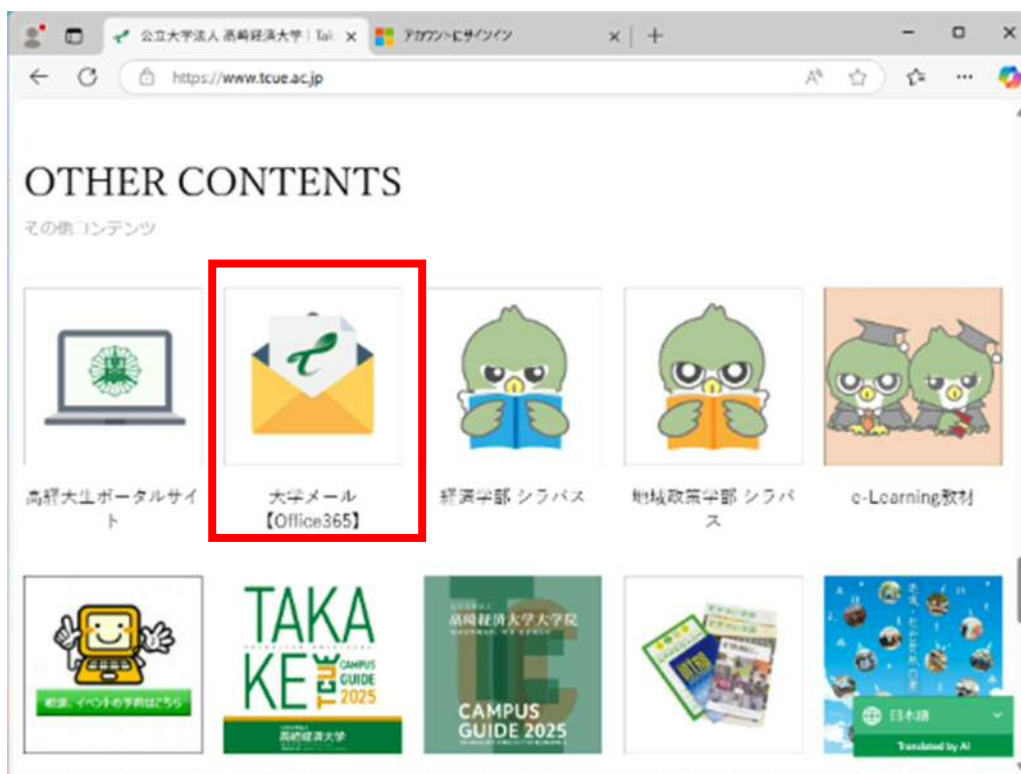 公立大学法人 高崎経済大学 | Tak
アカウントにサインイン
https://www.tcue.ac.jp
OTHER CONTENTS
その他コンテンツ
高経大生ポータルサイ
ト
大学メール
【Office365】
経済学部 シラバス
地域政策学部 シラバ
ス
e-Learning教材
TAKA
KE
TCUE
CAMPUS
GUIDE
2025
高崎経済大学
高崎経済大学大学院
CAMPUS
GUIDE 2025
日本語
Translated by AI